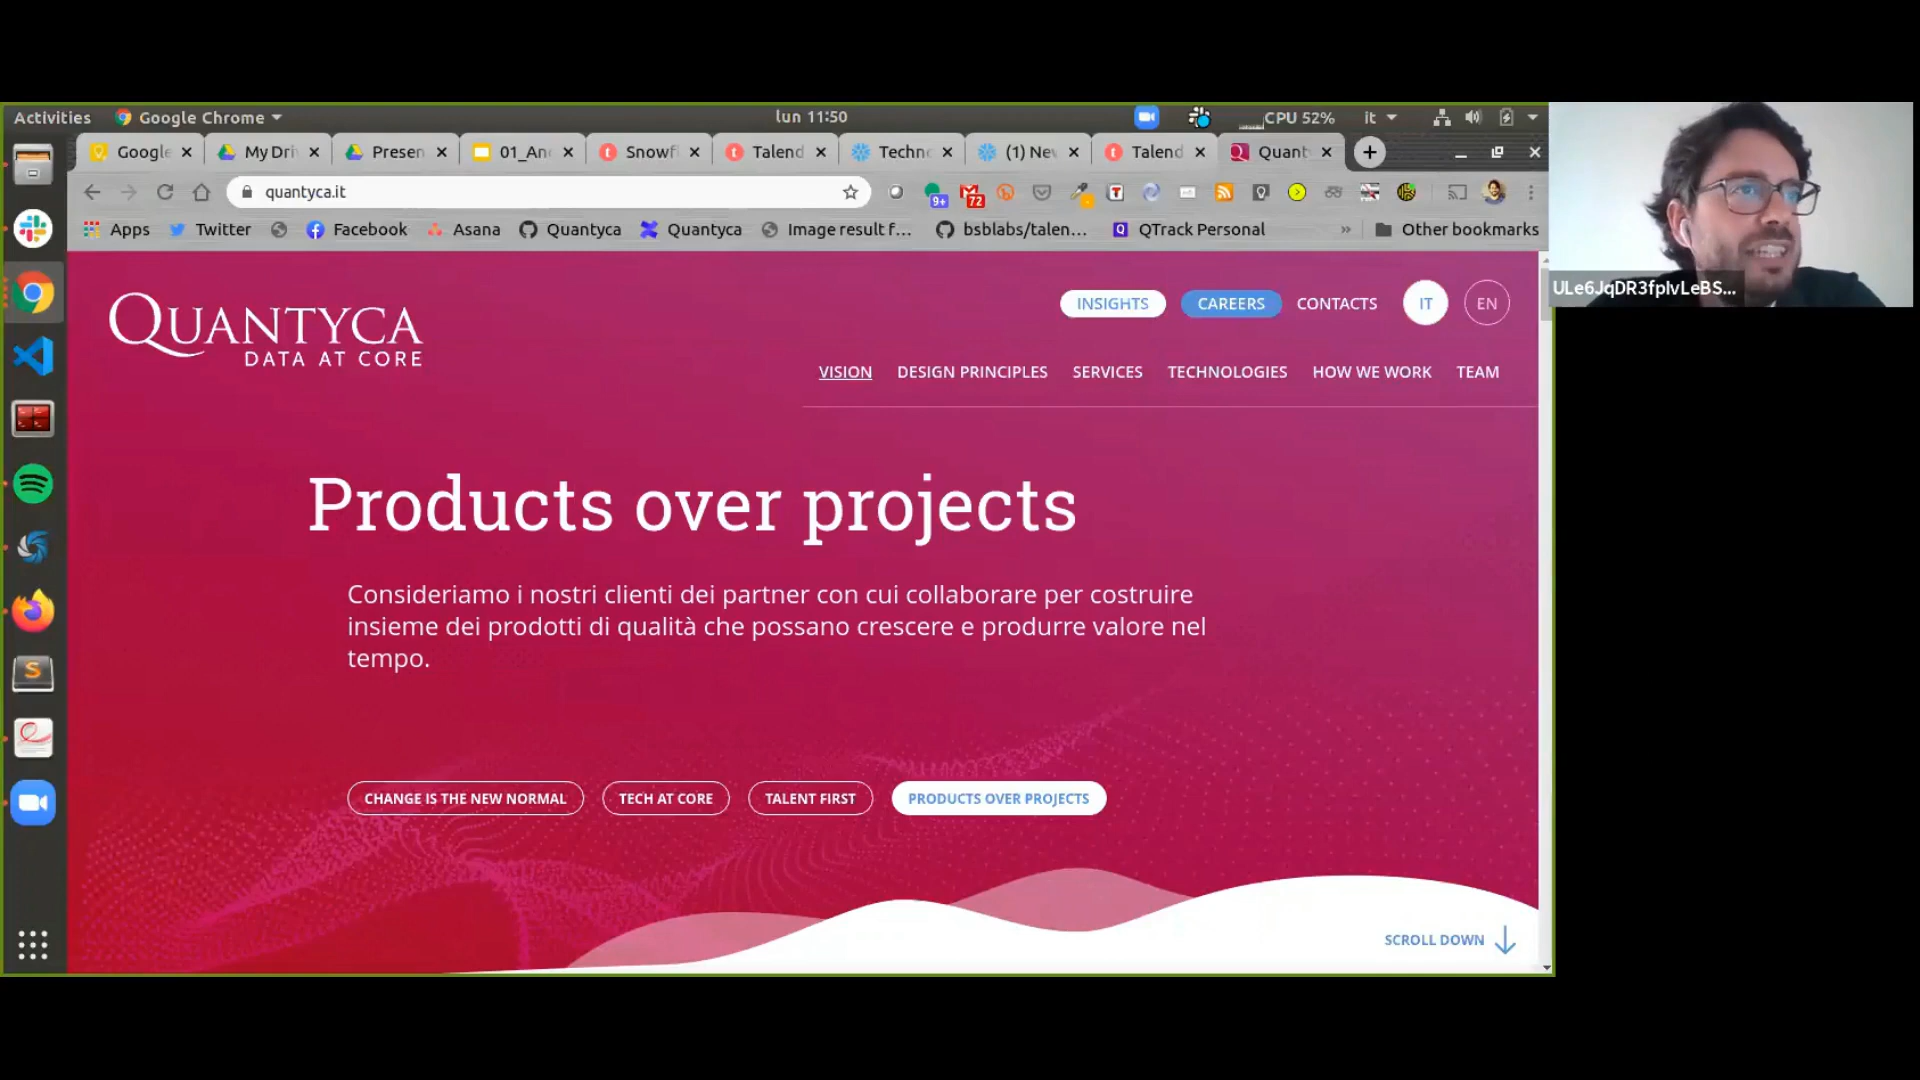 Activities
Google Chrome
lun 11:50
CPU 52%
it
Google
My Dri
Presen
01_An
Snowf
Talend
Techn
(1) Ne
Talend
Quant
quantyca.it
9+
72
Apps
Twitter
Facebook
Asana
Quantyca
Quantyca
Image result f...
bsblabs/talen...
QTrack Personal
»
Other bookmarks
QUANTYCA
DATA AT CORE
INSIGHTS
CAREERS
CONTACTS
IT
EN
VISION
DESIGN PRINCIPLES
SERVICES
TECHNOLOGIES
HOW WE WORK
TEAM
Products over projects
Consideriamo i nostri clienti dei partner con cui collaborare per costruire
insieme dei prodotti di qualità che possano crescere e produrre valore nel
tempo.
CHANGE IS THE NEW NORMAL
TECH AT CORE
TALENT FIRST
PRODUCTS OVER PROJECTS
SCROLL DOWN
ULe6JqDR3fpIvLeBS...